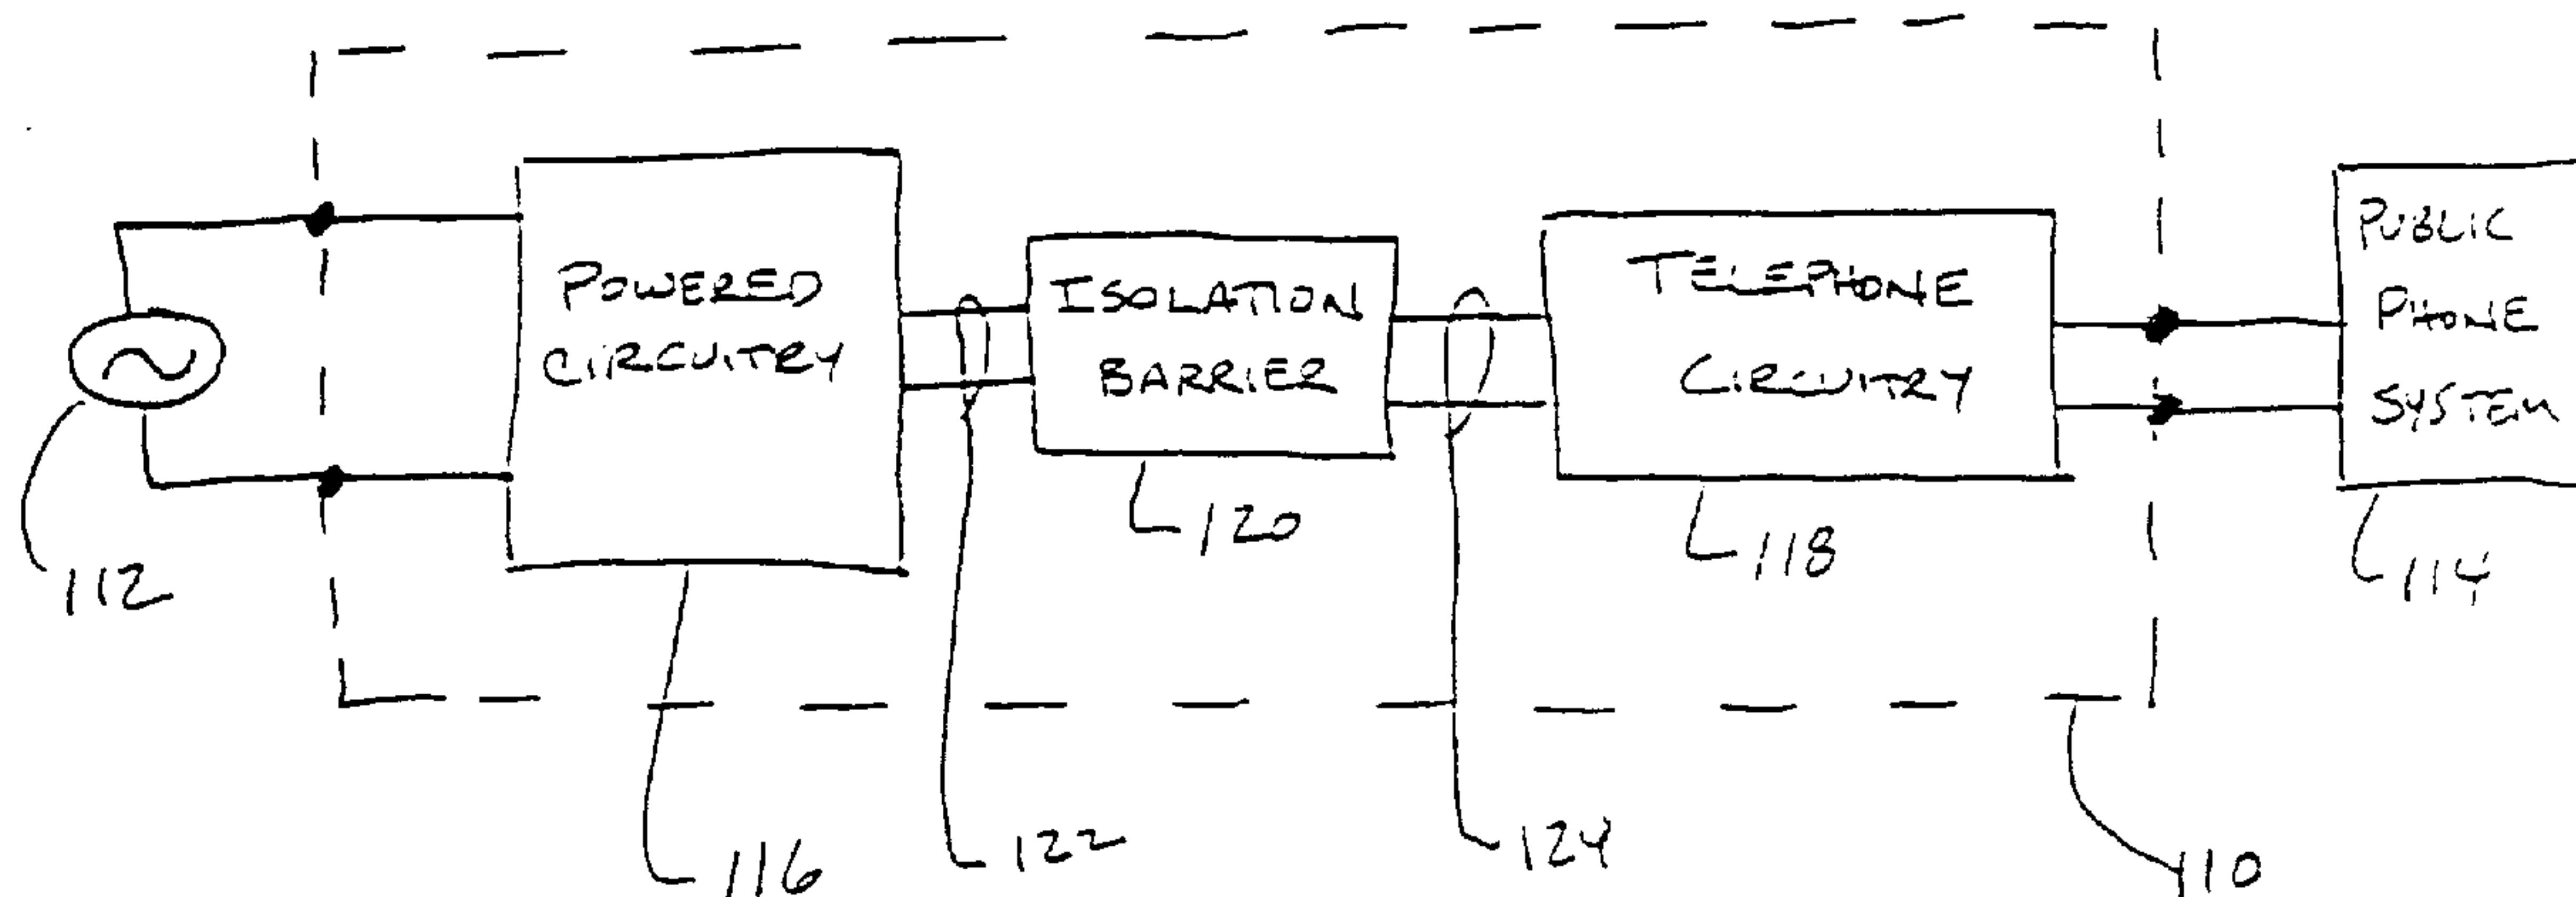 POWERED
CIRCUITRY
ISOLATION
BARRIER
TELEPHONE
CIRCUITRY
PUBLIC
PHONE
SYSTEM
112
120
118
114
116
122
124
110